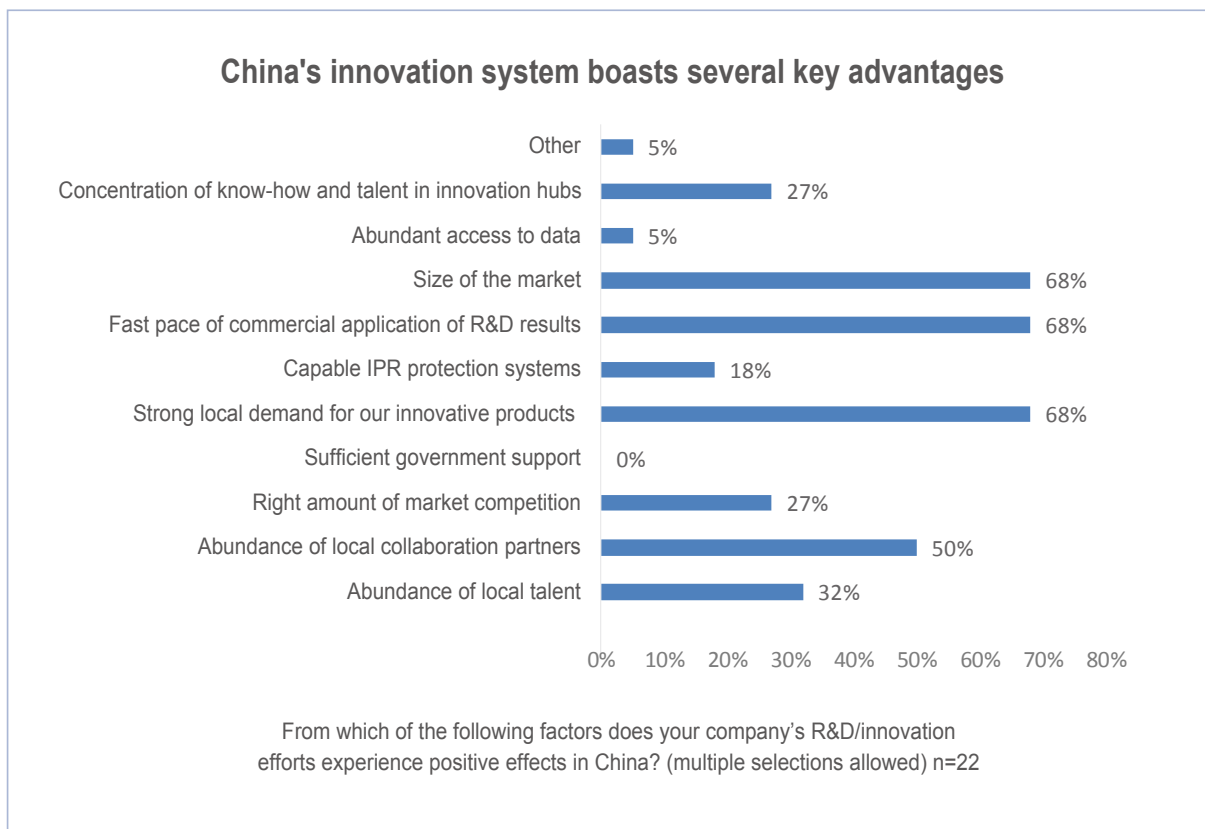 China's innovation system boasts several key advantages
Other 5%
Concentration of know-how and talent in innovation hubs 27%
Abundant access to data 5%
Size of the market 68%
Fast pace of commercial application of R&D results 68%
Capable IPR protection systems 18%
Strong local demand for our innovative products 68%
Sufficient government support 0%
Right amount of market competition 27%
Abundance of local collaboration partners 50%
Abundance of local talent 32%
0% 10% 20% 30% 40% 50% 60% 70% 80%
From which of the following factors does your company’s R&D/innovation
efforts experience positive effects in China? (multiple selections allowed) n=22